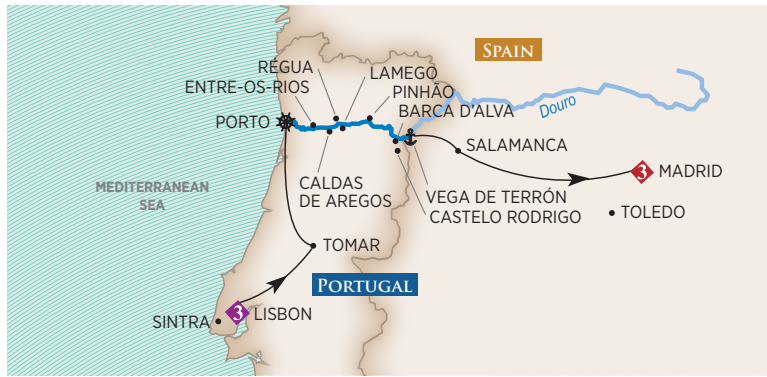 SPAIN
RÉGUA
LAMEGO
ENTRE-OS-RIOS
PINHÃO
BARCA D'ALVA
Douro
PORTO
SALAMANCA
3 MADRID
CALDAS
DE AREGOS
MEDITERRANEAN
SEA
VEGA DE TERRÓN
CASTELO RODRIGO
TOLEDO
TOMAR
PORTUGAL
3 LISBON
SINTRA